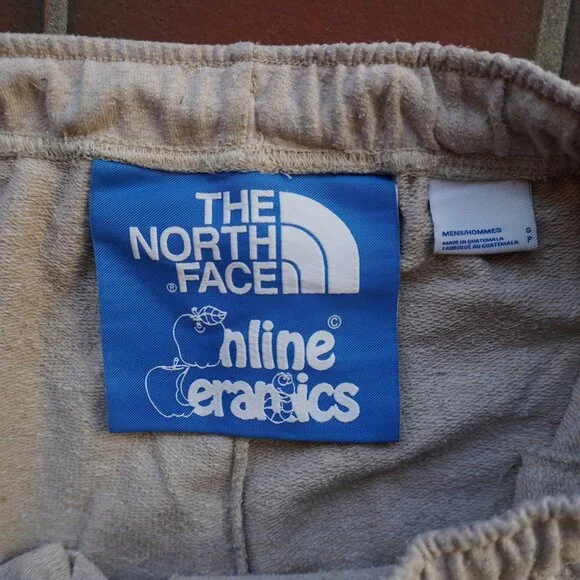 THE
NORTH
FACE
®
Online
©
Ceramics
MENS/HOMMES
S
MADE IN GUATEMALA
P
FABRIQUÉ AU GUATEMALA